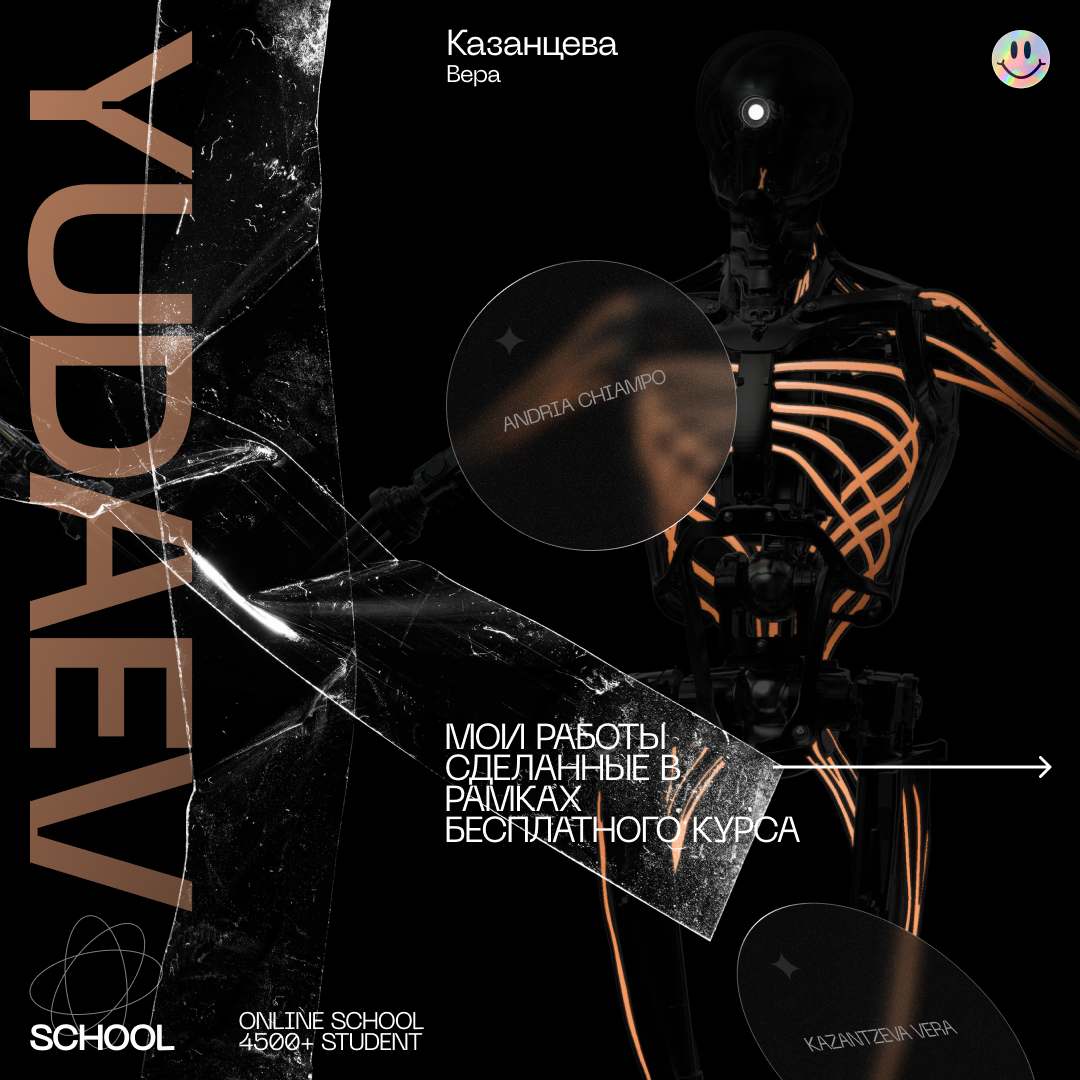 YUDAEV
Казанцева
Вера
ANDRIA CHIAMPO
МОИ РАБОТЫ
СДЕЛАННЫЕ В
РАМКАХ
БЕСПЛАТНОГО КУРСА
KAZANTZEVA VERA
SCHOOL
ONLINE SCHOOL
4500+ STUDENT